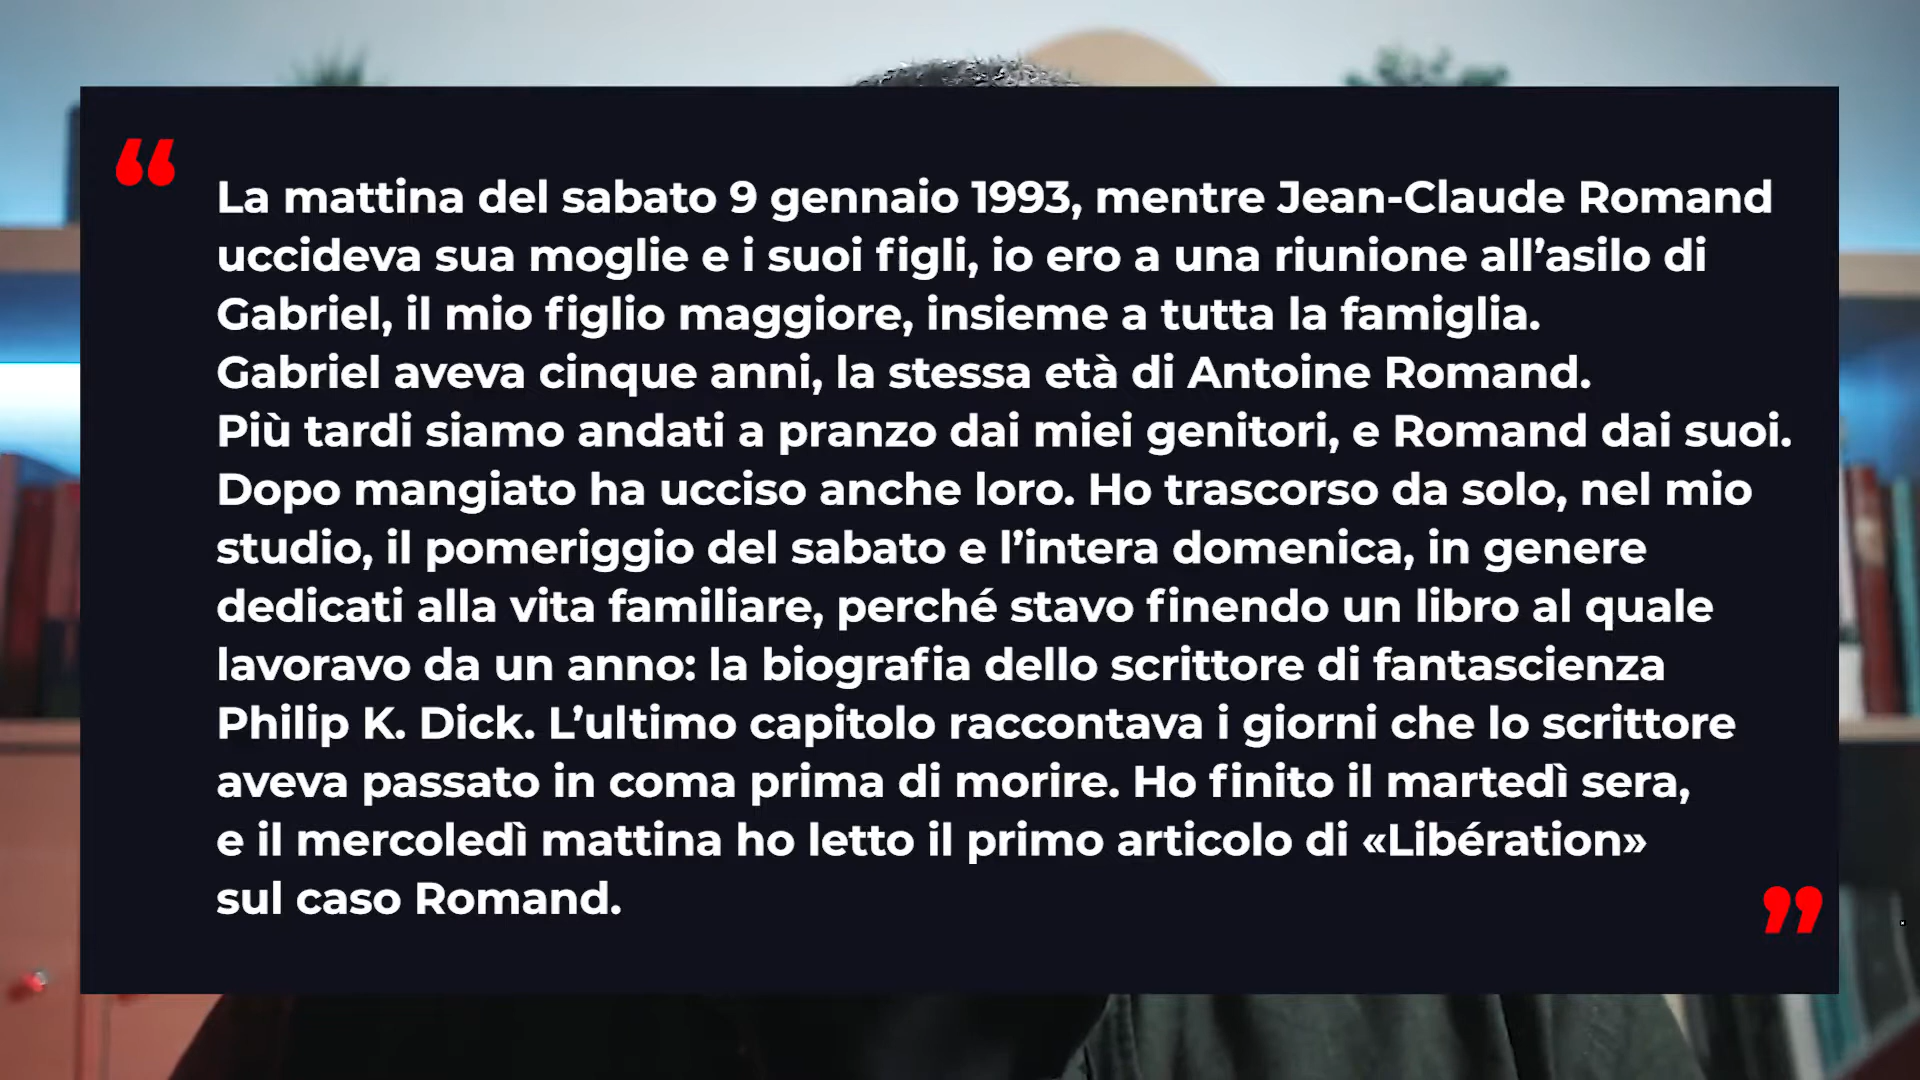 “
La mattina del sabato 9 gennaio 1993, mentre Jean-Claude Romand
uccideva sua moglie e i suoi figli, io ero a una riunione all’asilo di
Gabriel, il mio figlio maggiore, insieme a tutta la famiglia.
Gabriel aveva cinque anni, la stessa età di Antoine Romand.
Più tardi siamo andati a pranzo dai miei genitori, e Romand dai suoi.
Dopo mangiato ha ucciso anche loro. Ho trascorso da solo, nel mio
studio, il pomeriggio del sabato e l’intera domenica, in genere
dedicati alla vita familiare, perché stavo finendo un libro al quale
lavoravo da un anno: la biografia dello scrittore di fantascienza
Philip K. Dick. L’ultimo capitolo raccontava i giorni che lo scrittore
aveva passato in coma prima di morire. Ho finito il martedì sera,
e il mercoledì mattina ho letto il primo articolo di «Libération»
sul caso Romand.
”